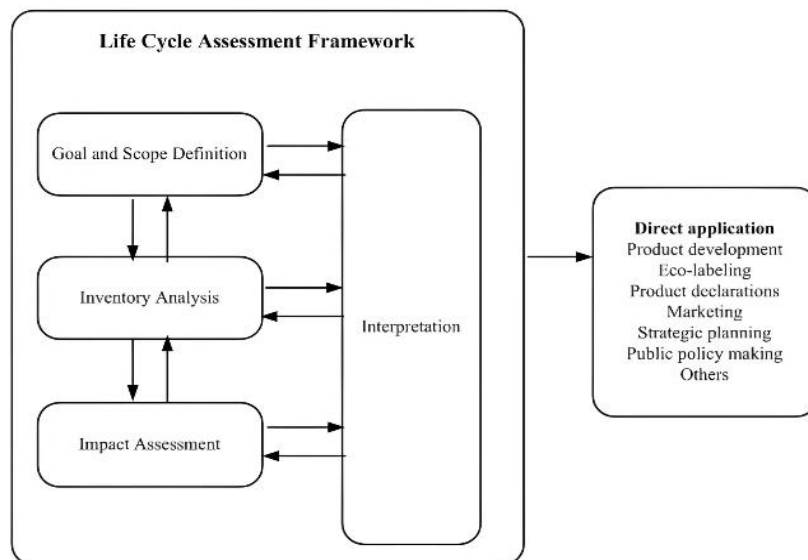 Life Cycle Assessment Framework
Goal and Scope Definition
Inventory Analysis
Impact Assessment
Interpretation
Direct application
Product development
Eco-labeling
Product declarations
Marketing
Strategic planning
Public policy making
Others